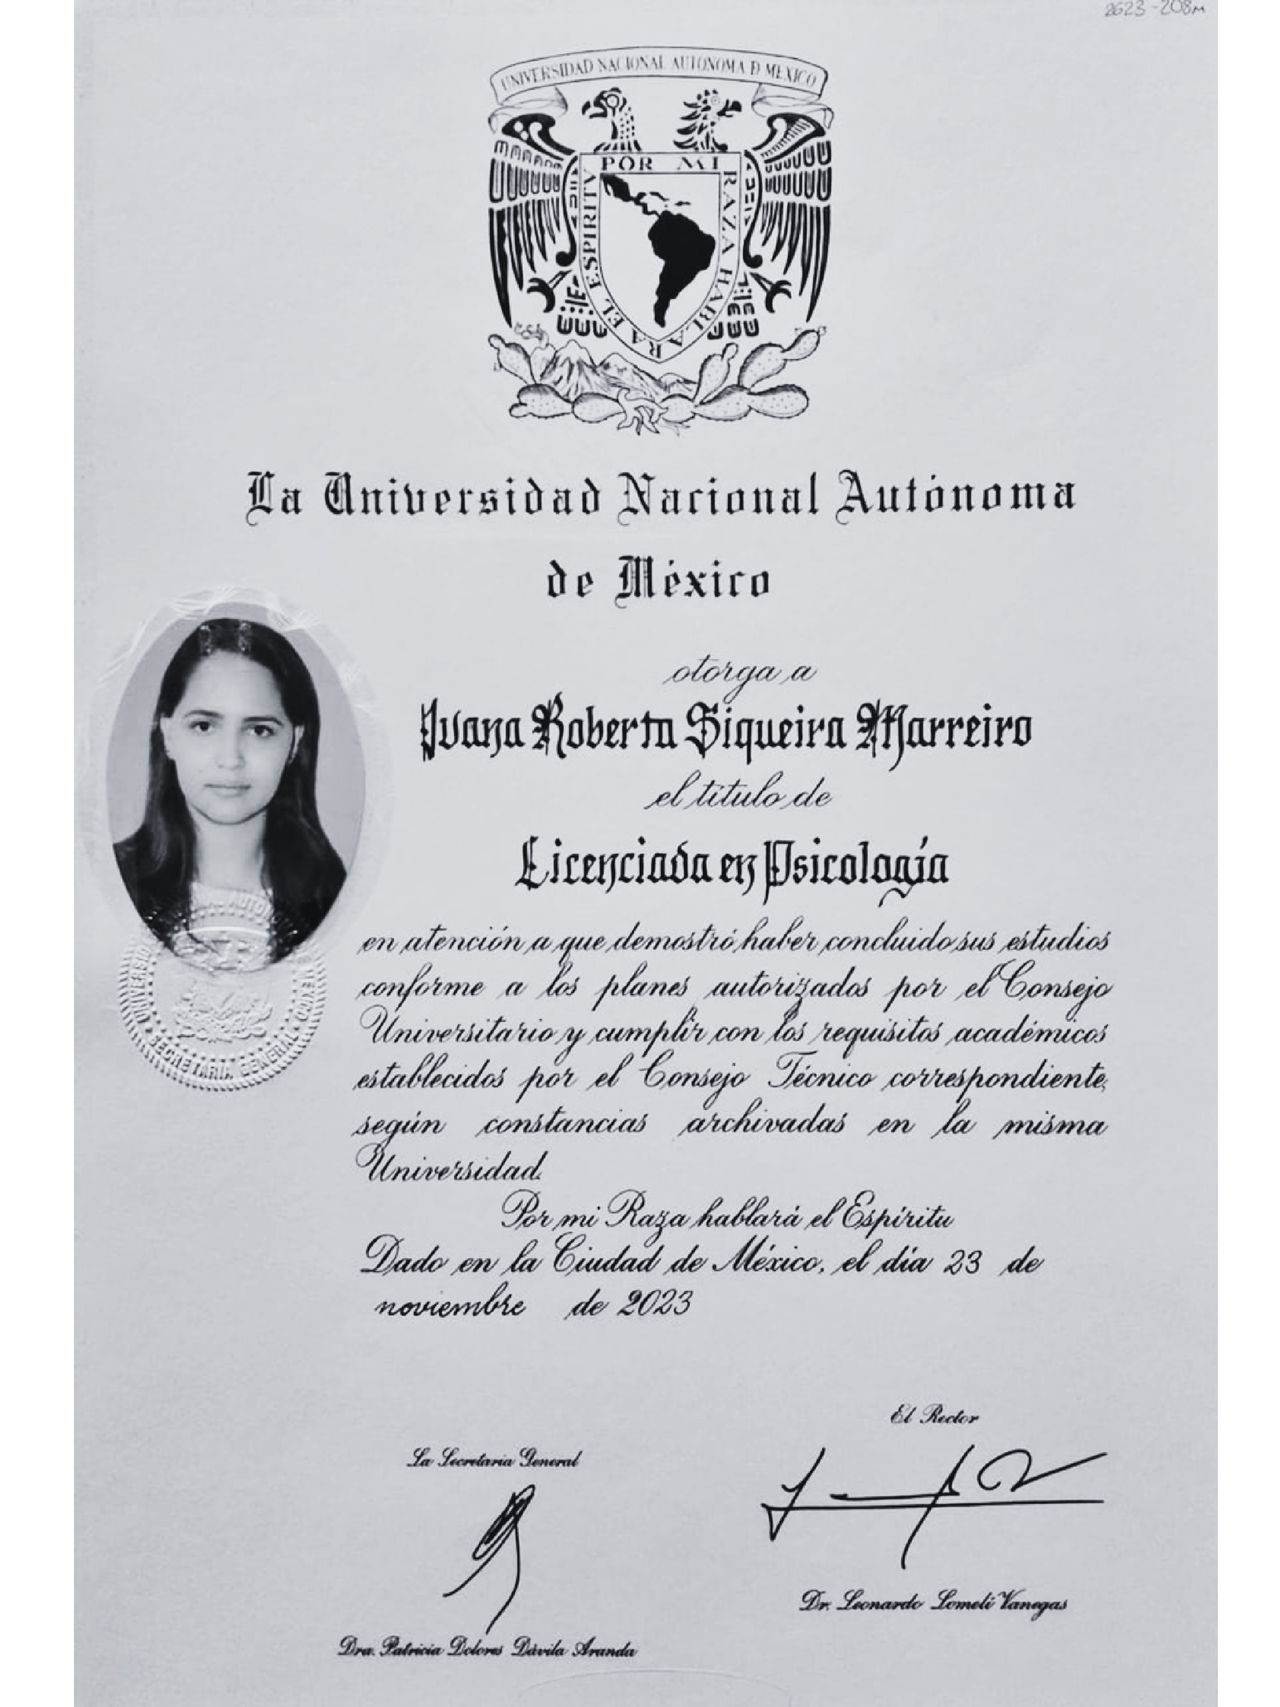 2623-208M
UNIVERSIDAD NACIONAL AUTONOMA D MEXICO
POR MI RAZA HABLARA EL ESPIRITU
La Universidad Nacional Autónoma
de México
otorga a
Ivana Roberta Siqueira Marreiro
el título de
Licenciada en Psicología
en atención a que demostró haber concluido sus estudios
conforme a los planes autorizados por el Consejo
Universitario y cumplir con los requisitos académicos
establecidos por el Consejo Técnico correspondiente,
según constancias archivadas en la misma
Universidad.
Por mi Raza hablará el Espíritu
Dado en la Ciudad de México, el día 23 de
noviembre de 2023
SECRETARIA GENERAL
El Rector
La Secretaria General
Dr. Leonardo Lomelí Vanegas
Dra. Patricia Dolores Dávila Aranda